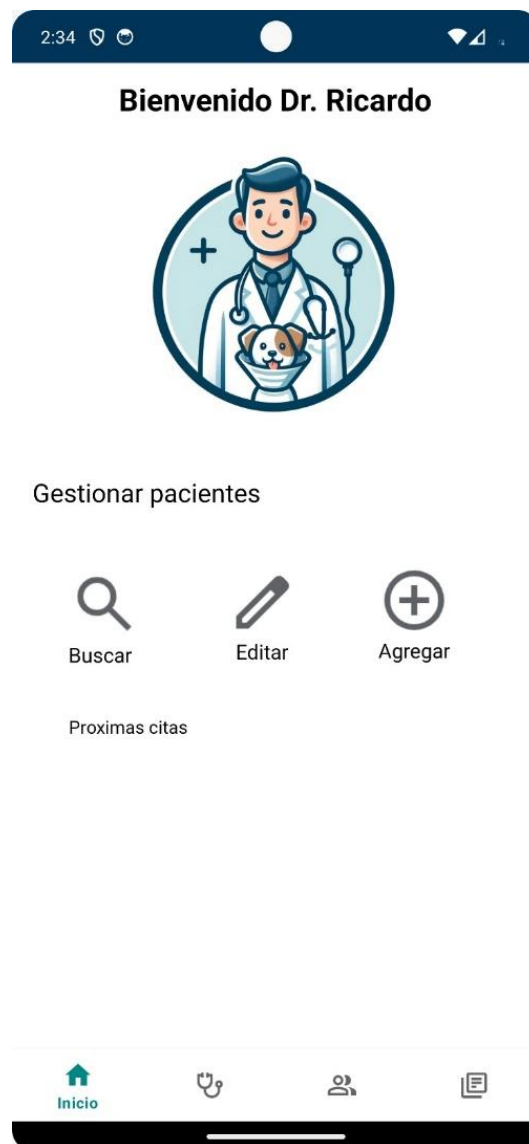 2:34
Bienvenido Dr. Ricardo
Gestionar pacientes
Buscar
Editar
Agregar
Proximas citas
Inicio